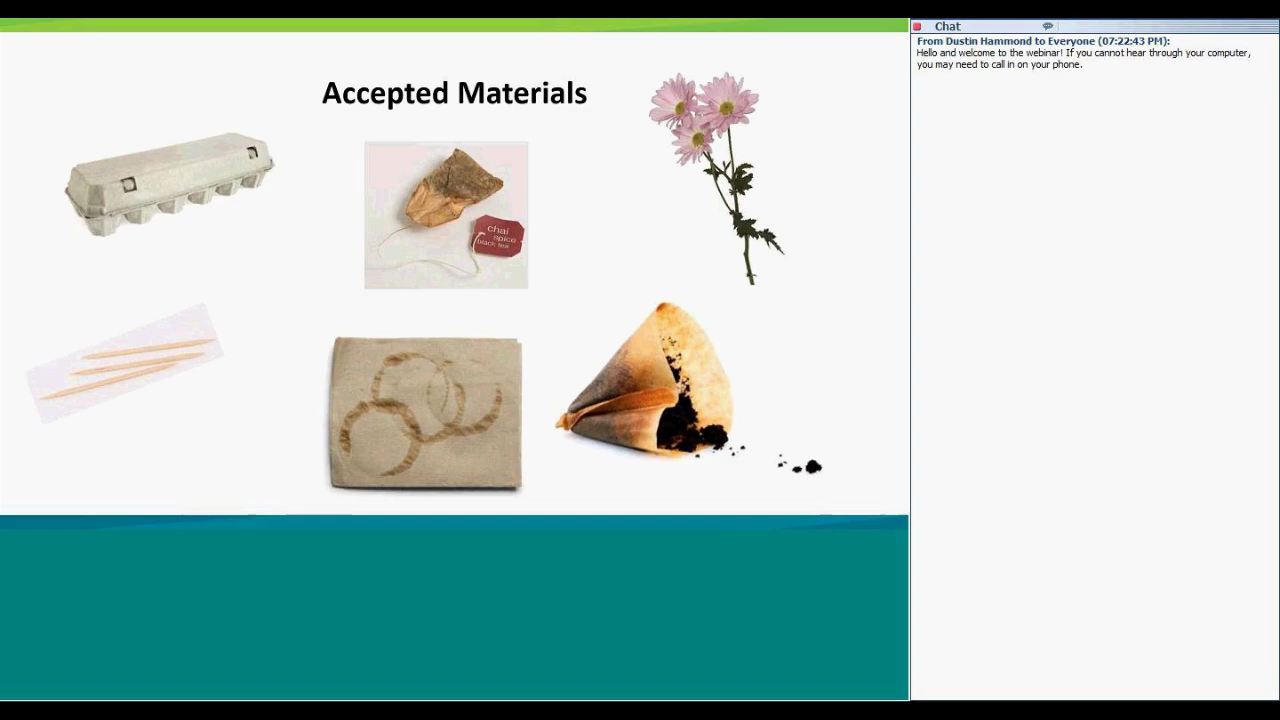 Accepted Materials
chai
spice
black tea
Chat
From Dustin Hammond to Everyone (07:22:43 PM):
Hello and welcome to the webinar! If you cannot hear through your computer,
you may need to call in on your phone.